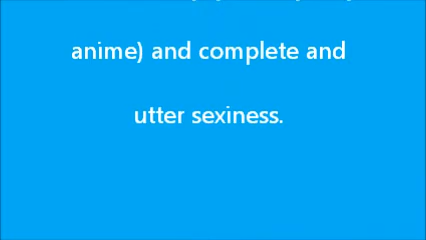 anime) and complete and
utter sexiness.